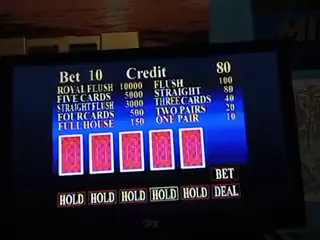 Bet 10 Credit 80
ROYAL FLUSH 10000 FLUSH 100
FIVE CARDS 5000 STRAIGHT 80
STRAIGHT FLUSH 3000 THREE CARDS 40
FOUR CARDS 500 TWO PAIRS 20
FULL HOUSE 150 ONE PAIR 10
BET
HOLD HOLD HOLD HOLD HOLD DEAL